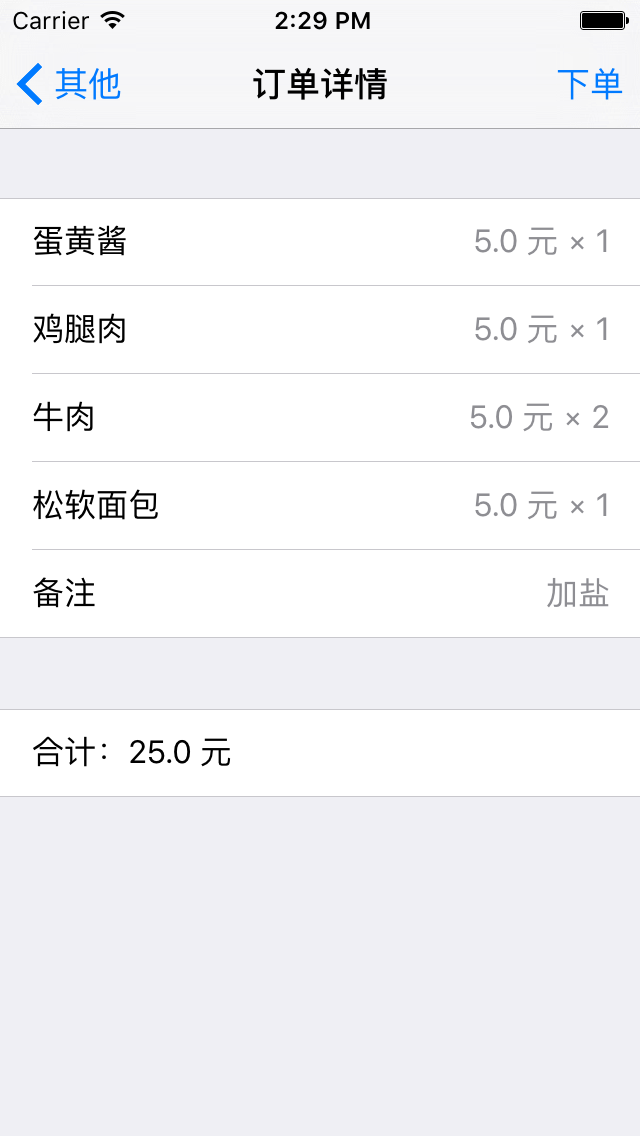 Carrier 2:29 PM
其他 订单详情 下单
蛋黄酱 5.0 元 × 1
鸡腿肉 5.0 元 × 1
牛肉 5.0 元 × 2
松软面包 5.0 元 × 1
备注 加盐
合计：25.0 元